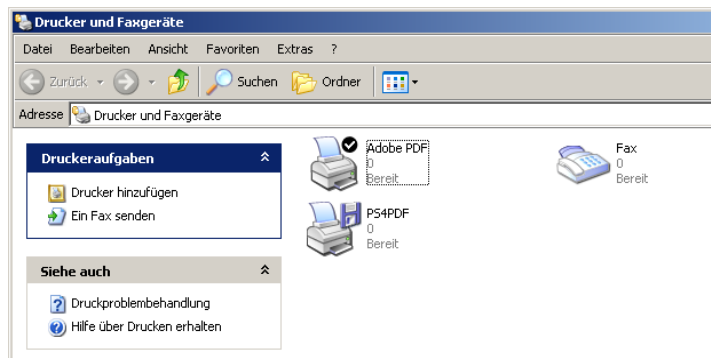 Drucker und Faxgeräte
Datei Bearbeiten Ansicht Favoriten Extras ?
Zurück Suchen Ordner
Adresse Drucker und Faxgeräte
Druckeraufgaben
Drucker hinzufügen
Ein Fax senden
Siehe auch
Druckproblembehandlung
Hilfe über Drucken erhalten
Adobe PDF
0
Bereit
Fax
0
Bereit
PS4PDF
0
Bereit